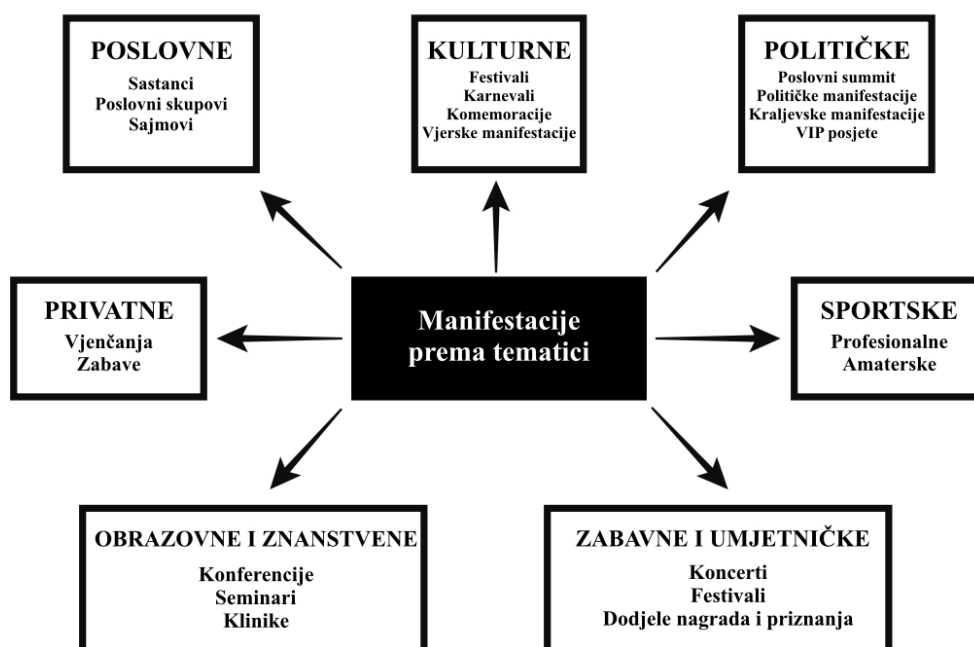 POSLOVNE
Sastanci
Poslovni skupovi
Sajmovi
KULTURNE
Festivali
Karnevali
Komemoracije
Vjerske manifestacije
POLITIČKE
Poslovni summit
Političke manifestacije
Kraljevske manifestacije
VIP posjete
PRIVATNE
Vjenčanja
Zabave
Manifestacije
prema tematici
SPORTSKE
Profesionalne
Amaterske
OBRAZOVNE I ZNANSTVENE
Konferencije
Seminari
Klinike
ZABAVNE I UMJETNIČKE
Koncerti
Festivali
Dodjele nagrada i priznanja